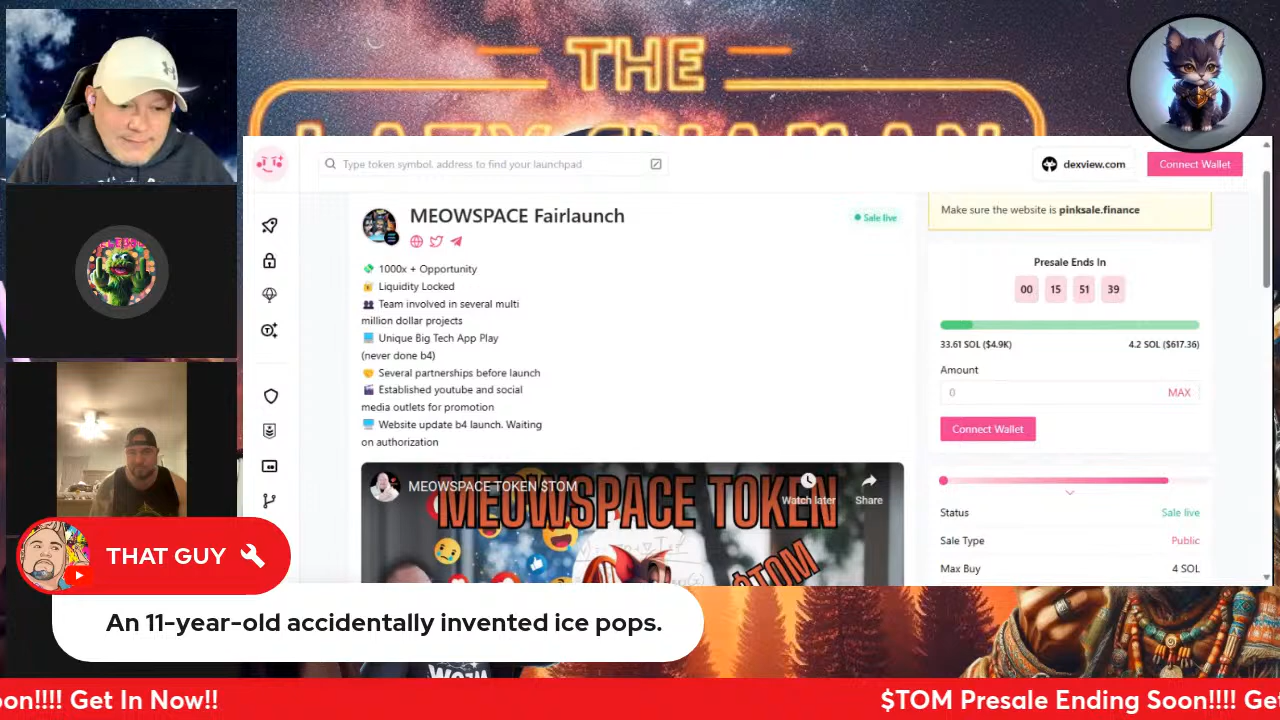 THE
Type token symbol, address to find your launchpad
dexview.com
Connect Wallet
MEOWSPACE Fairlaunch
Sale live
Make sure the website is pinksale.finance
1000x + Opportunity
Liquidity Locked
Team involved in several multi
million dollar projects
Unique Big Tech App Play
(never done b4)
Several partnerships before launch
Established youtube and social
media outlets for promotion
Website update b4 launch. Waiting
on authorization
Presale Ends In
00 15 51 39
33.61 SOL ($4.9K) 4.2 SOL ($617.36)
Amount
0 MAX
Connect Wallet
MEOWSPACE TOKEN $TOM
Watch later
Share
MEOWSPACE TOKEN
$TOM
Status Sale live
Sale Type Public
Max Buy 4 SOL
THAT GUY
An 11-year-old accidentally invented ice pops.
oon!!!! Get In Now!! $TOM Presale Ending Soon!!!! Get